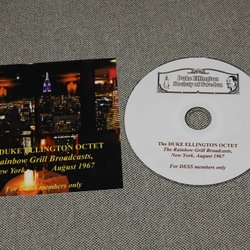 The DUKE ELLINGTON OCTET
Rainbow Grill Broadcasts,
New York, August 1967
For DESS members only
Duke Ellington
Society of Sweden
The DUKE ELLINGTON OCTET
The Rainbow Grill Broadcasts,
New York, August 1967
For DESS members only